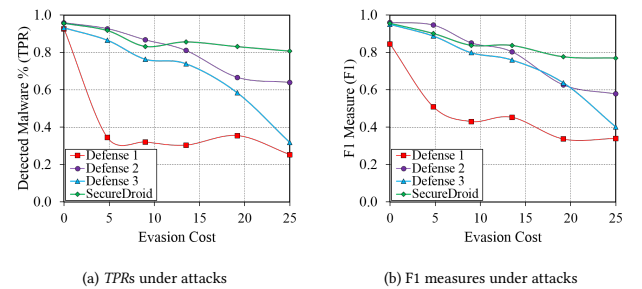 Detected Malware % (TPR)
1.0
0.8
0.6
0.4
0.2
0.0
Defense 1
Defense 2
Defense 3
SecureDroid
0 5 10 15 20 25
Evasion Cost
(a) TPRs under attacks
F1 Measure (F1)
1.0
0.8
0.6
0.4
0.2
0.0
Defense 1
Defense 2
Defense 3
SecureDroid
0 5 10 15 20 25
Evasion Cost
(b) F1 measures under attacks